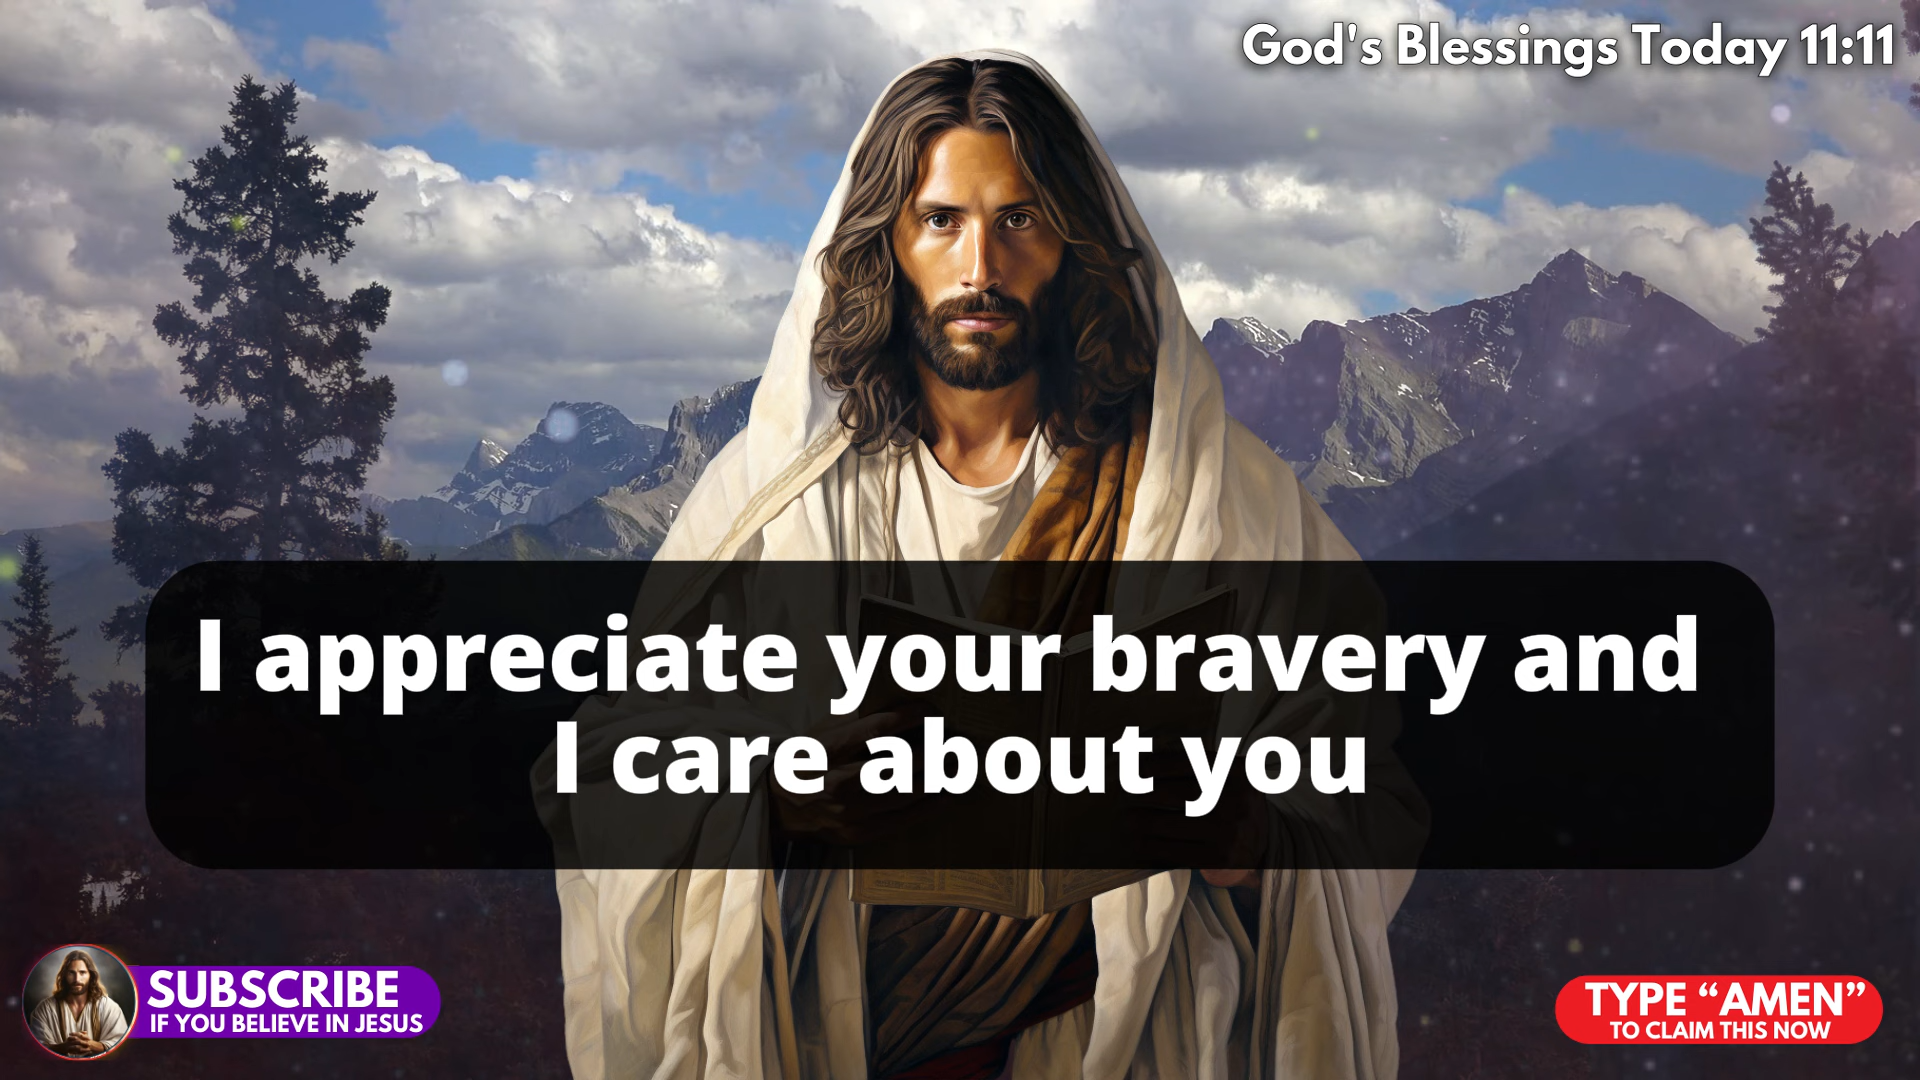 God's Blessings Today 11:11
I appreciate your bravery and
I care about you
SUBSCRIBE
IF YOU BELIEVE IN JESUS
TYPE “AMEN”
TO CLAIM THIS NOW